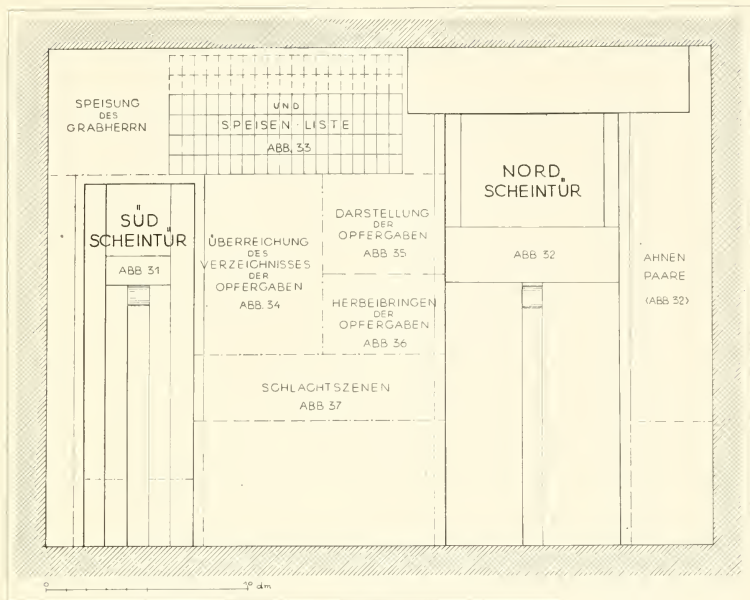 SPEISUNG
DES
GRABHERRN
UND
SPEISEN-LISTE
ABB. 33
SÜD
SCHEINTÜR
ABB 31
ÜBERREICHUNG
DES
VERZEICHNISSES
DER
OPFERGABEN
ABB. 34
DARSTELLUNG
DER
OPFERGABEN
ABB 35
HERBEIBRINGEN
DER
OPFERGABEN
ABB 36
SCHLACHTSZENEN
ABB 37
NORD
SCHEINTÜR
ABB 32
AHNEN
PAARE
(ABB 32)
0 10 dm